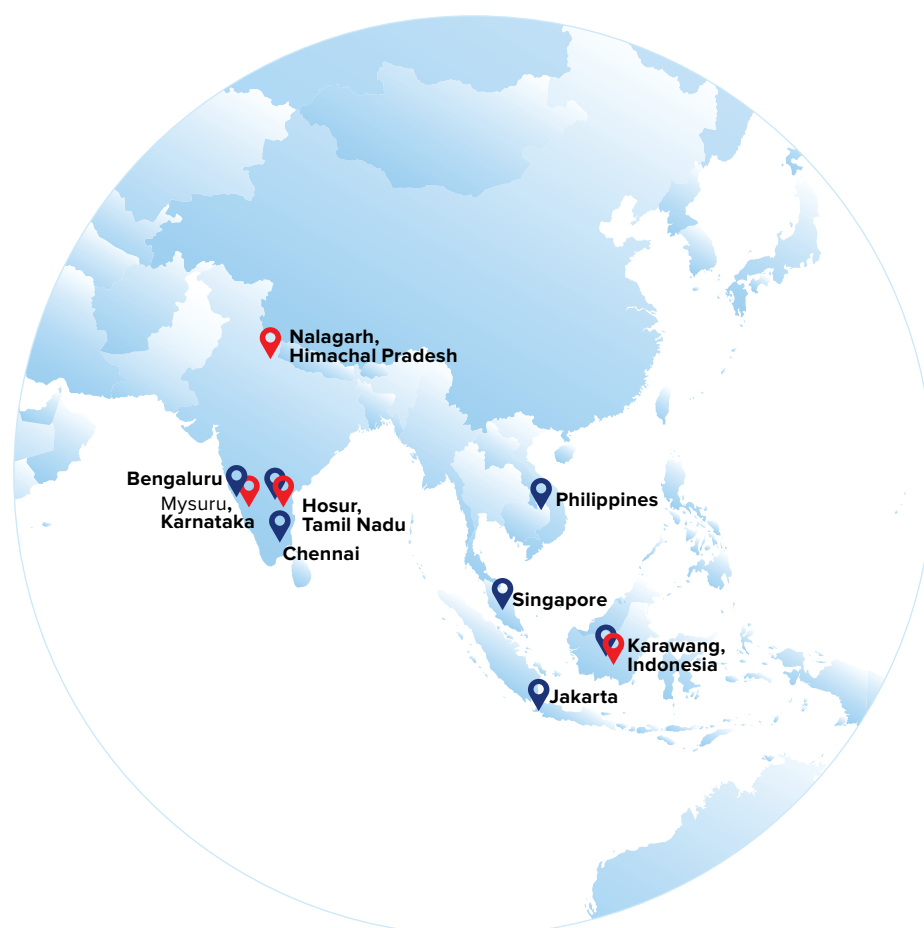 Nalagarh,
Himachal Pradesh
Bengaluru
Mysuru,
Karnataka
Hosur,
Tamil Nadu
Chennai
Philippines
Singapore
Karawang,
Indonesia
Jakarta